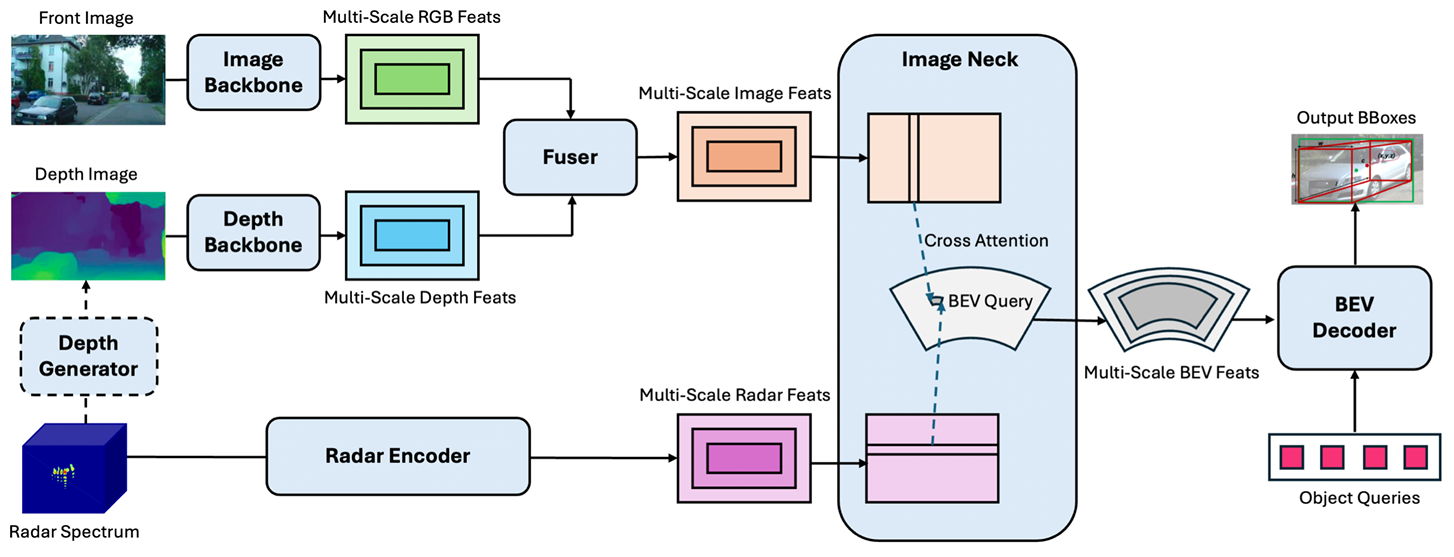 Front Image
Image
Backbone
Multi-Scale RGB Feats
Depth Image
Depth
Backbone
Multi-Scale Depth Feats
Fuser
Depth
Generator
Radar Spectrum
Radar Encoder
Multi-Scale Image Feats
Multi-Scale Radar Feats
Image Neck
Cross Attention
BEV Query
Multi-Scale BEV Feats
Output BBoxes
w
(x,y,z)
c
BEV
Decoder
Object Queries